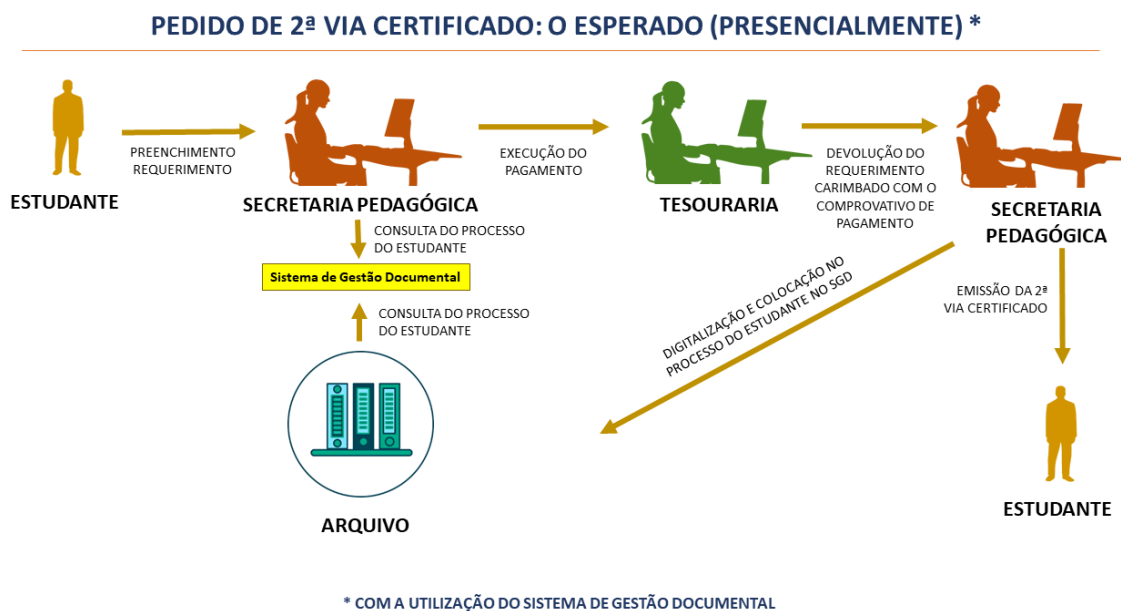 PEDIDO DE 2ª VIA CERTIFICADO: O ESPERADO (PRESENCIALMENTE) *
PREENCHIMENTO
REQUERIMENTO
EXECUÇÃO DO
PAGAMENTO
DEVOLUÇÃO DO
REQUERIMENTO
CARIMBADO COM O
COMPROVATIVO DE
PAGAMENTO
ESTUDANTE
SECRETARIA PEDAGÓGICA
TESOURARIA
SECRETARIA
PEDAGÓGICA
CONSULTA DO PROCESSO
DO ESTUDANTE
Sistema de Gestão Documental
CONSULTA DO PROCESSO
DO ESTUDANTE
DIGITALIZAÇÃO E COLOCAÇÃO NO
PROCESSO DO ESTUDANTE NO SGD
EMISSÃO DA 2ª
VIA CERTIFICADO
ARQUIVO
ESTUDANTE
* COM A UTILIZAÇÃO DO SISTEMA DE GESTÃO DOCUMENTAL